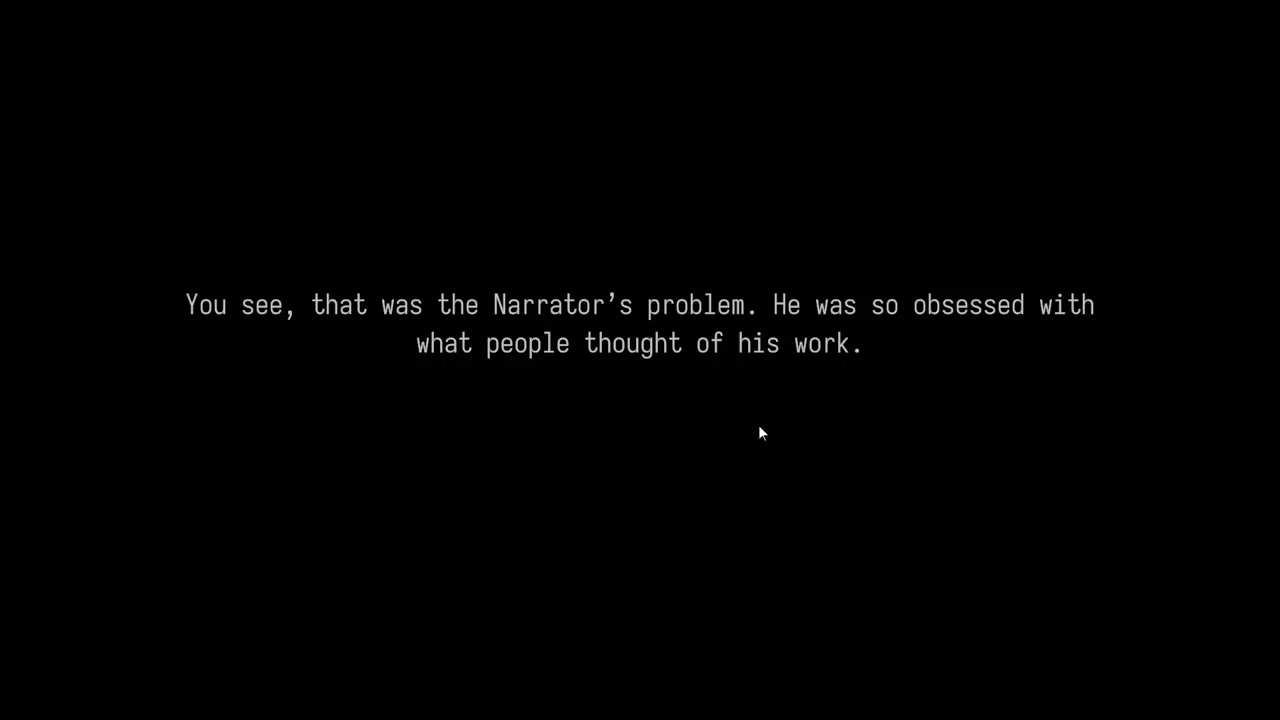 You see, that was the Narrator’s problem. He was so obsessed with
what people thought of his work.